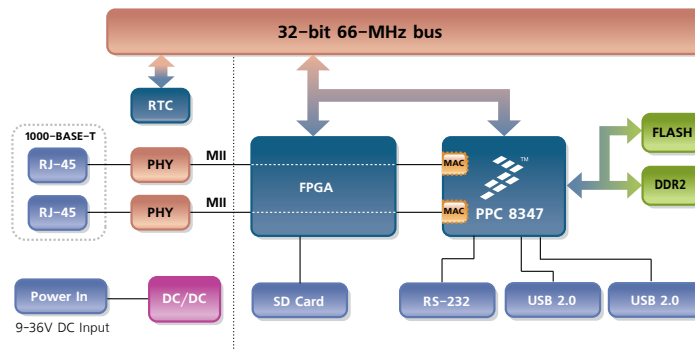 32-bit 66-MHz bus
RTC
1000-BASE-T
RJ-45
PHY
MII
RJ-45
PHY
MII
FPGA
MAC
MAC
TM
PPC 8347
FLASH
DDR2
Power In
DC/DC
9-36V DC Input
SD Card
RS-232
USB 2.0
USB 2.0